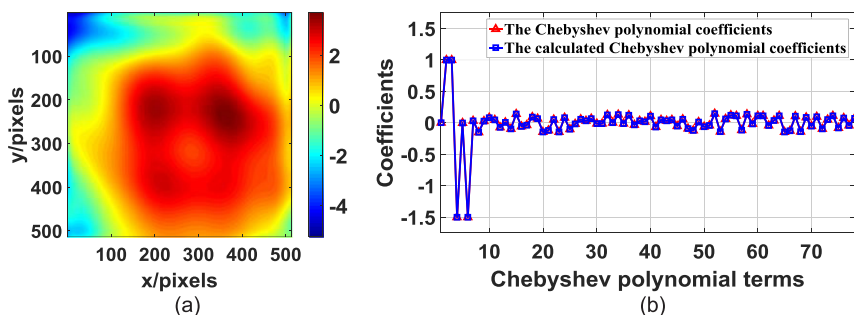 100
200
300
400
500
y/pixels
100 200 300 400 500
x/pixels
(a)
2
0
-2
-4
The Chebyshev polynomial coefficients
The calculated Chebyshev polynomial coefficients
1.5
1
0.5
0
-0.5
-1
-1.5
Coefficients
10 20 30 40 50 60 70
Chebyshev polynomial terms
(b)